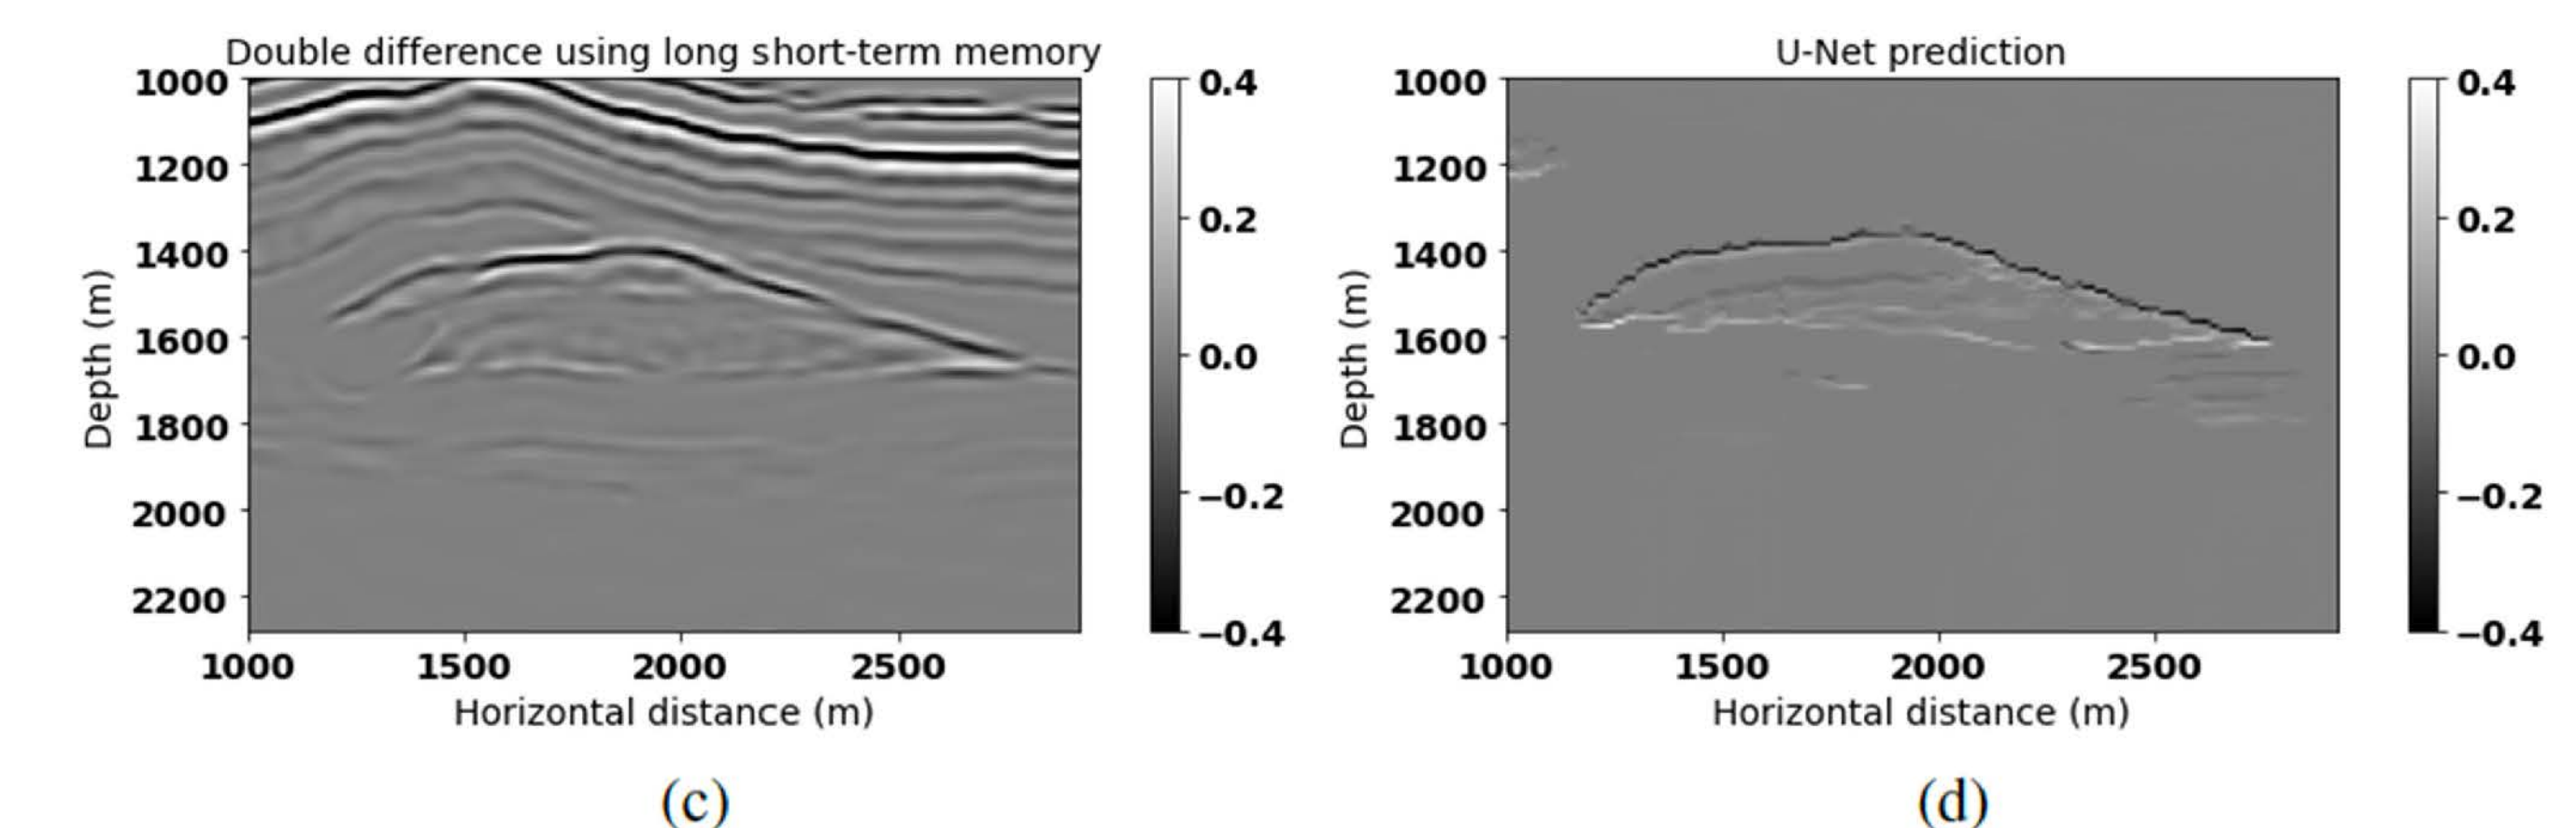 Double difference using long short-term memory
1000
1200
1400
1600
1800
2000
2200
Depth (m)
1000 1500 2000 2500
Horizontal distance (m)
0.4
0.2
0.0
−0.2
−0.4
(c)
U-Net prediction
1000
1200
1400
1600
1800
2000
2200
Depth (m)
1000 1500 2000 2500
Horizontal distance (m)
0.4
0.2
0.0
−0.2
−0.4
(d)